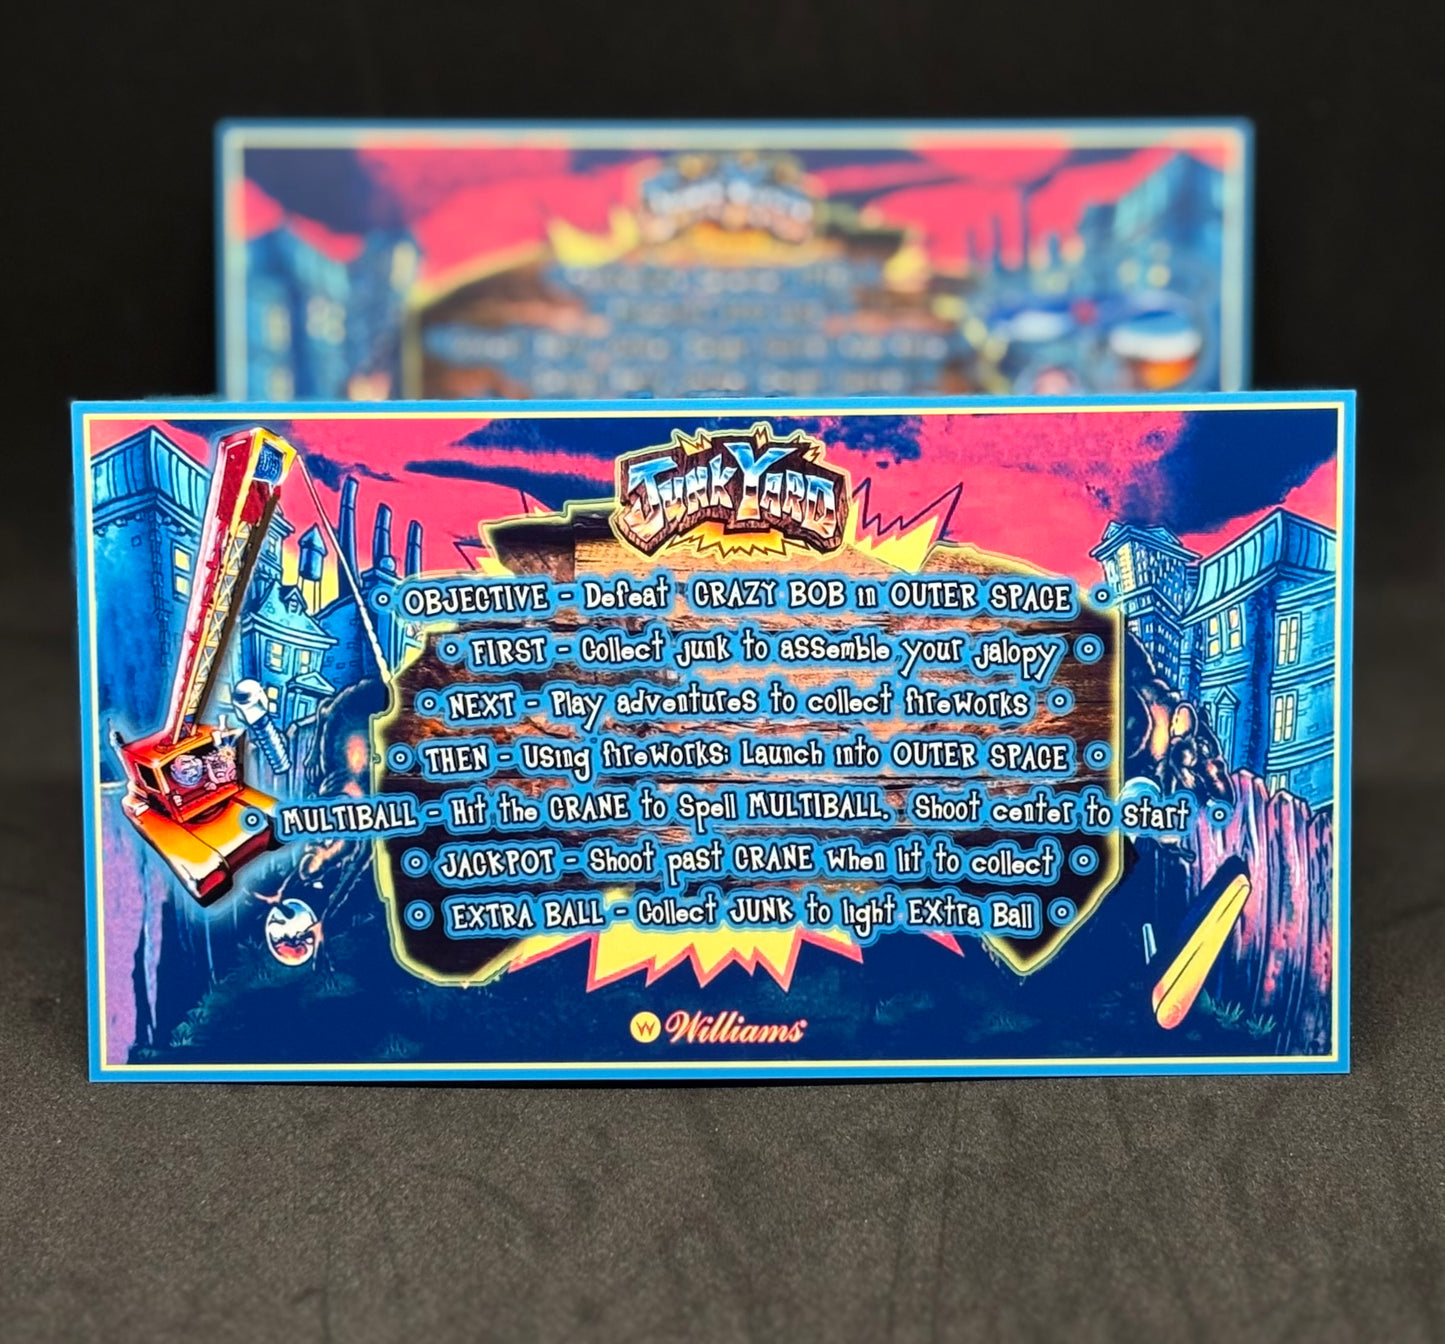 JUNKYARD
OBJECTIVE - Defeat CRAZY BOB in OUTER SPACE
FIRST - Collect junk to assemble your jalopy
NEXT - Play adventures to collect fireworks
THEN - Using fireworks: Launch into OUTER SPACE
MULTIBALL - Hit the CRANE to Spell MULTIBALL. Shoot center to start
JACKPOT - Shoot past CRANE when lit to collect
EXTRA BALL - Collect JUNK to light Extra Ball
W Williams